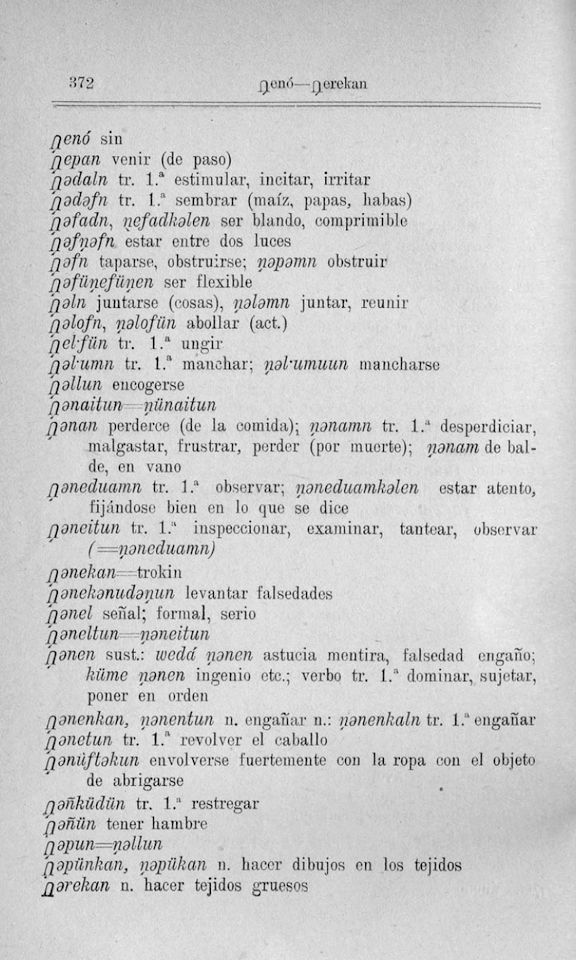 372 ŋenó—ŋerekan
ŋenó sin
ŋepan venir (de paso)
ŋədaln tr. 1.ª estimular, incitar, irritar
ŋədəfn tr. 1.ª sembrar (maíz, papas, habas)
ŋəfadn, ŋefadkəlen ser blando, comprimible
ŋəfŋəfn estar entre dos luces
ŋəfn taparse, obstruirse; ŋəpəmn obstruir
ŋəfüŋefüŋen ser flexible
ŋəln juntarse (cosas), ŋələmn juntar, reunir
ŋəlofn, ŋəlofün abollar (act.)
ŋel·fün tr. 1.ª ungir
ŋəl·umn tr. 1.ª manchar; ŋəl·umuun mancharse
ŋəllun encogerse
ŋənaitun=ŋünaitun
ŋənan perderce (de la comida); ŋənamn tr. 1.ª desperdiciar,
malgastar, frustrar, perder (por muerte); ŋənam de bal-
de, en vano
ŋəneduamn tr. 1.ª observar; ŋəneduamkəlen estar atento,
fijándose bien en lo que se dice
ŋəneitun tr. 1.ª inspeccionar, examinar, tantear, observar
(=ŋəneduamn)
ŋənekan=trokin
ŋənekənudəŋun levantar falsedades
ŋənel señal; formal, serio
ŋəneltun=ŋəneitun
ŋənen sust.: wedá ŋənen astucia mentira, falsedad engaño;
küme ŋənen ingenio etc.; verbo tr. 1.ª dominar, sujetar,
poner en orden
ŋənenkan, ŋənentun n. engañar n.: ŋənenkaln tr. 1.ª engañar
ŋənetun tr. 1.ª revolver el caballo
ŋənüftəkun envolverse fuertemente con la ropa con el objeto
de abrigarse
ŋəñküdün tr. 1.ª restregar
ŋəñün tener hambre
ŋəpun=ŋəllun
ŋəpünkan, ŋəpükan n. hacer dibujos en los tejidos
ŋərekan n. hacer tejidos gruesos